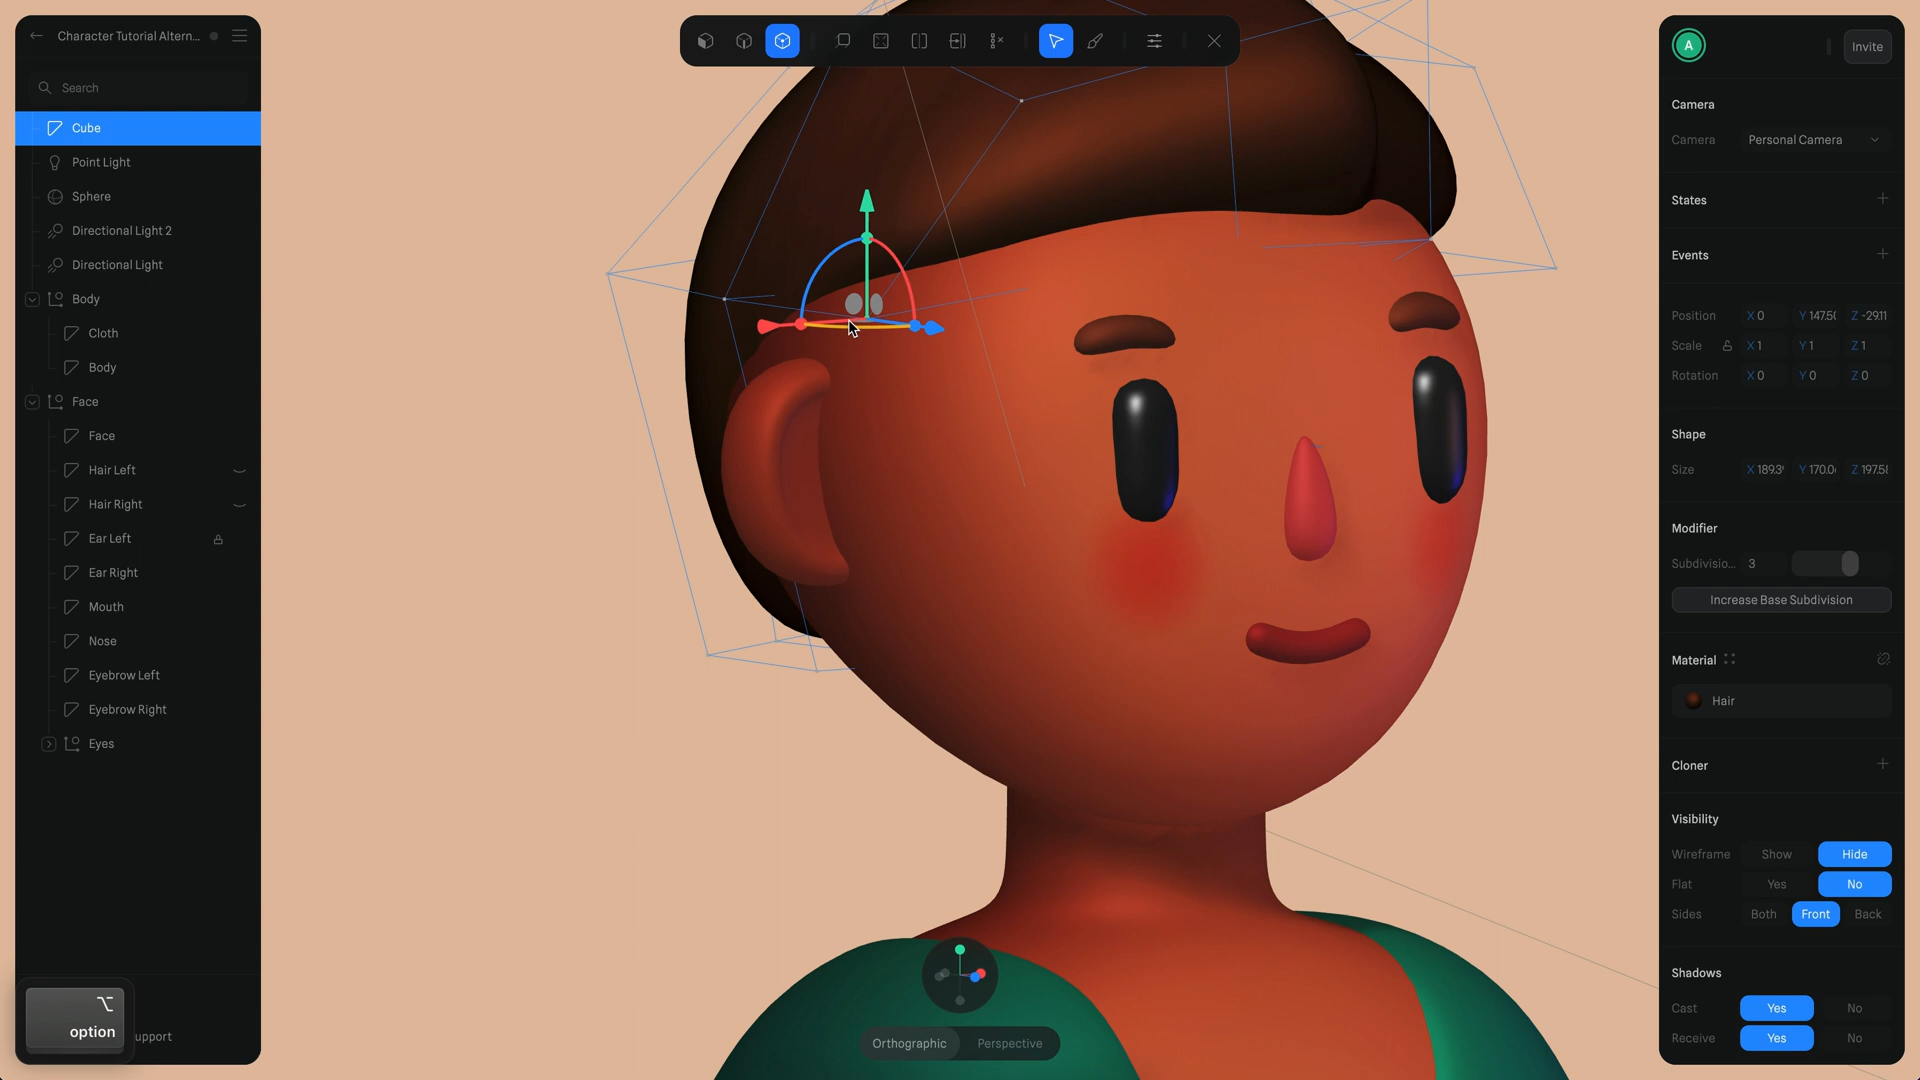 Character Tutorial Altern...
Search
Cube
Point Light
Sphere
Directional Light 2
Directional Light
Body
Cloth
Body
Face
Face
Hair Left
Hair Right
Ear Left
Ear Right
Mouth
Nose
Eyebrow Left
Eyebrow Right
Eyes
option
upport
Orthographic Perspective
A Invite
Camera
Camera Personal Camera
States
Events
Position X 0 Y 147.50 Z -29.11
Scale X 1 Y 1 Z 1
Rotation X 0 Y 0 Z 0
Shape
Size X 189.3 Y 170.0 Z 197.58
Modifier
Subdivisio... 3
Increase Base Subdivision
Material
Hair
Cloner
Visibility
Wireframe Show Hide
Flat Yes No
Sides Both Front Back
Shadows
Cast Yes No
Receive Yes No